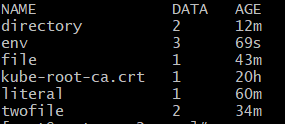 NAME DATA AGE
directory 2 12m
env 3 69s
file 1 43m
kube-root-ca.crt 1 20h
literal 1 60m
twofile 2 34m